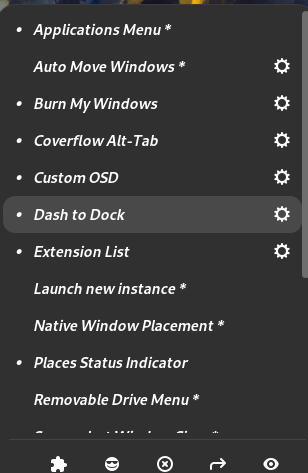 • Applications Menu *
Auto Move Windows *
• Burn My Windows
• Coverflow Alt-Tab
• Custom OSD
• Dash to Dock
• Extension List
Launch new instance *
Native Window Placement *
• Places Status Indicator
Removable Drive Menu *